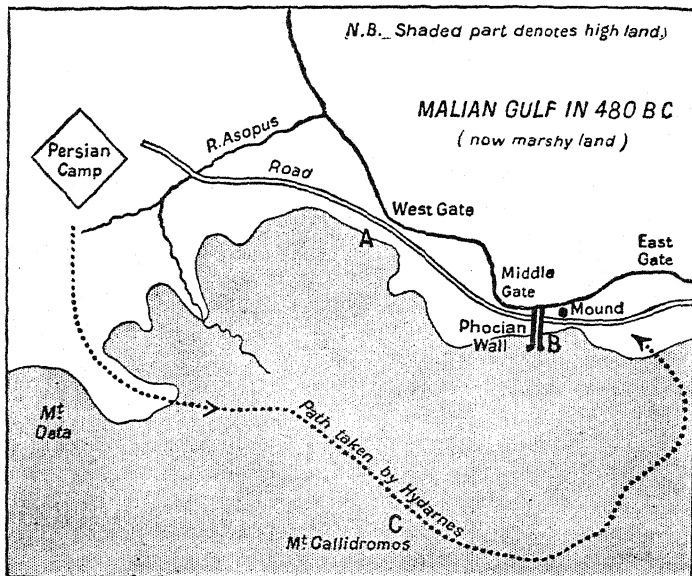 N.B. Shaded part denotes high land,
MALIAN GULF IN 480 B C
( now marshy land )
R. Asopus
Persian
Camp
Road
West Gate
East
Gate
A
Middle
Gate
Mound
Phocian
Wall
B
Mt
Oeta
Path taken by Hydarnes
C
Mt Callidromos